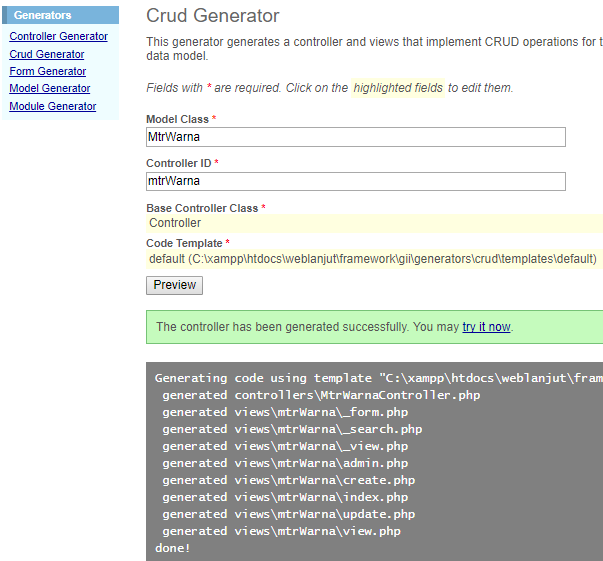 Generators
Controller Generator
Crud Generator
Form Generator
Model Generator
Module Generator
Crud Generator
This generator generates a controller and views that implement CRUD operations for t
data model.
Fields with * are required. Click on the highlighted fields to edit them.
Model Class *
MtrWarna
Controller ID *
mtrWarna
Base Controller Class *
Controller
Code Template *
default (C:\xampp\htdocs\weblanjut\framework\gii\generators\crud\templates\default)
Preview
The controller has been generated successfully. You may try it now.
Generating code using template "C:\xampp\htdocs\weblanjut\fram
generated controllers\MtrWarnaController.php
generated views\mtrWarna\_form.php
generated views\mtrWarna\_search.php
generated views\mtrWarna\_view.php
generated views\mtrWarna\admin.php
generated views\mtrWarna\create.php
generated views\mtrWarna\index.php
generated views\mtrWarna\update.php
generated views\mtrWarna\view.php
done!